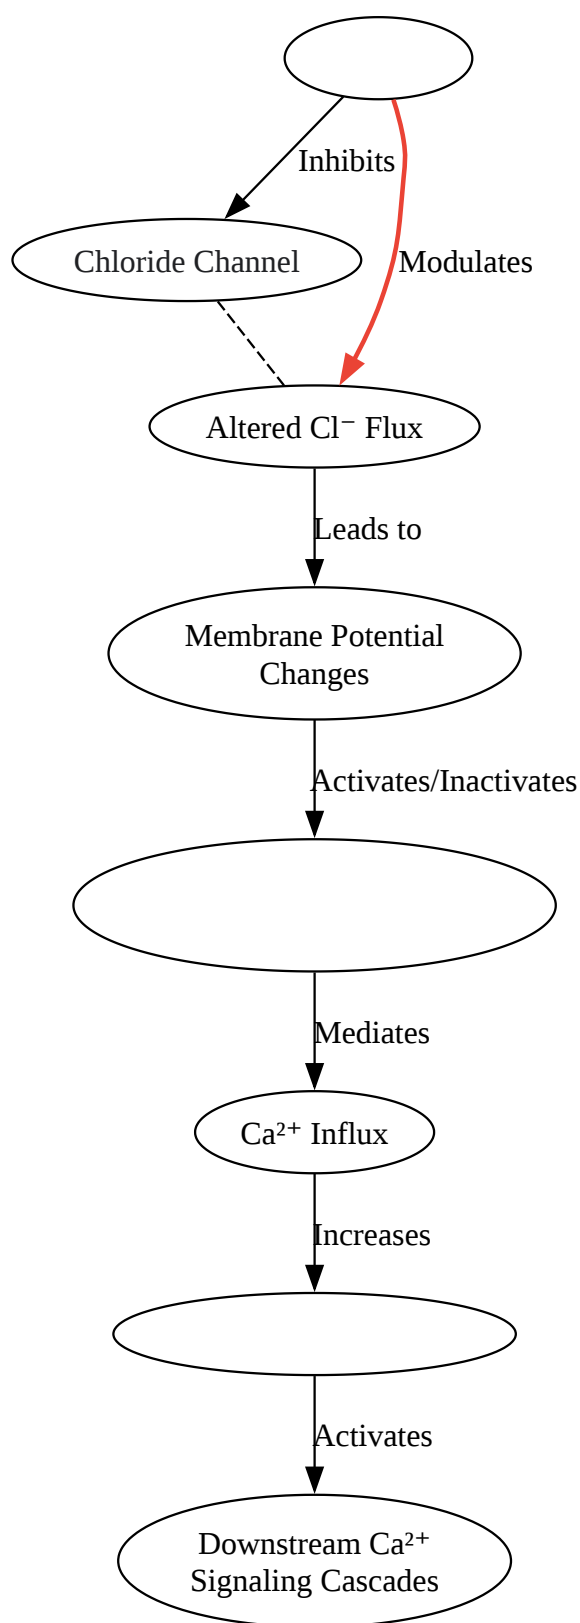 Inhibits
Chloride Channel
Modulates
Altered Cl⁻ Flux
Leads to
Membrane Potential
Changes
Activates/Inactivates
Mediates
Ca²⁺ Influx
Increases
Activates
Downstream Ca²⁺
Signaling Cascades